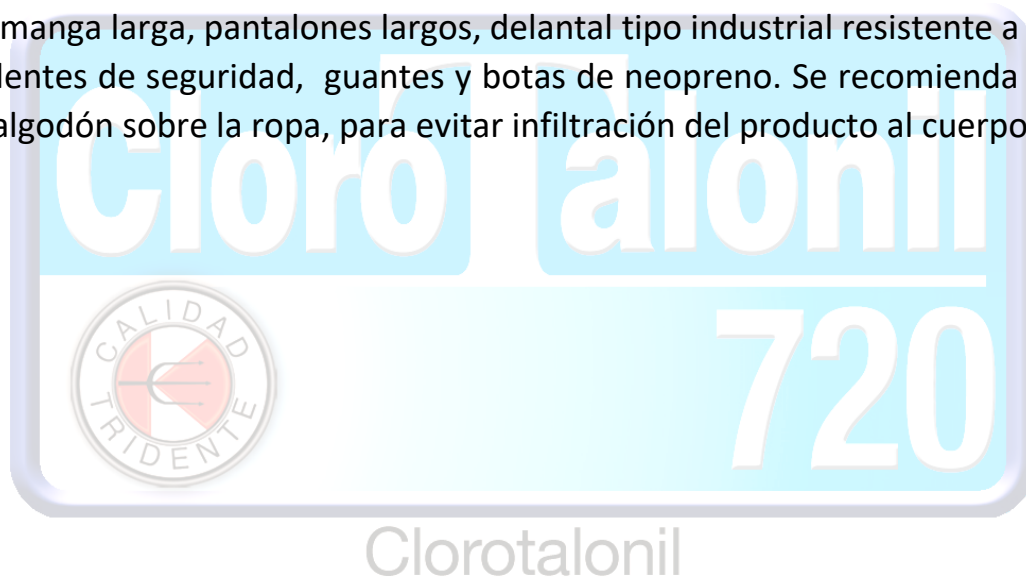 manga larga, pantalones largos, delantal tipo industrial resistente a
lentes de seguridad, guantes y botas de neopreno. Se recomienda
algodón sobre la ropa, para evitar infiltración del producto al cuerpo
Cloro Talonil
CALIDAD
TRIDENTE
720
Clorotalonil